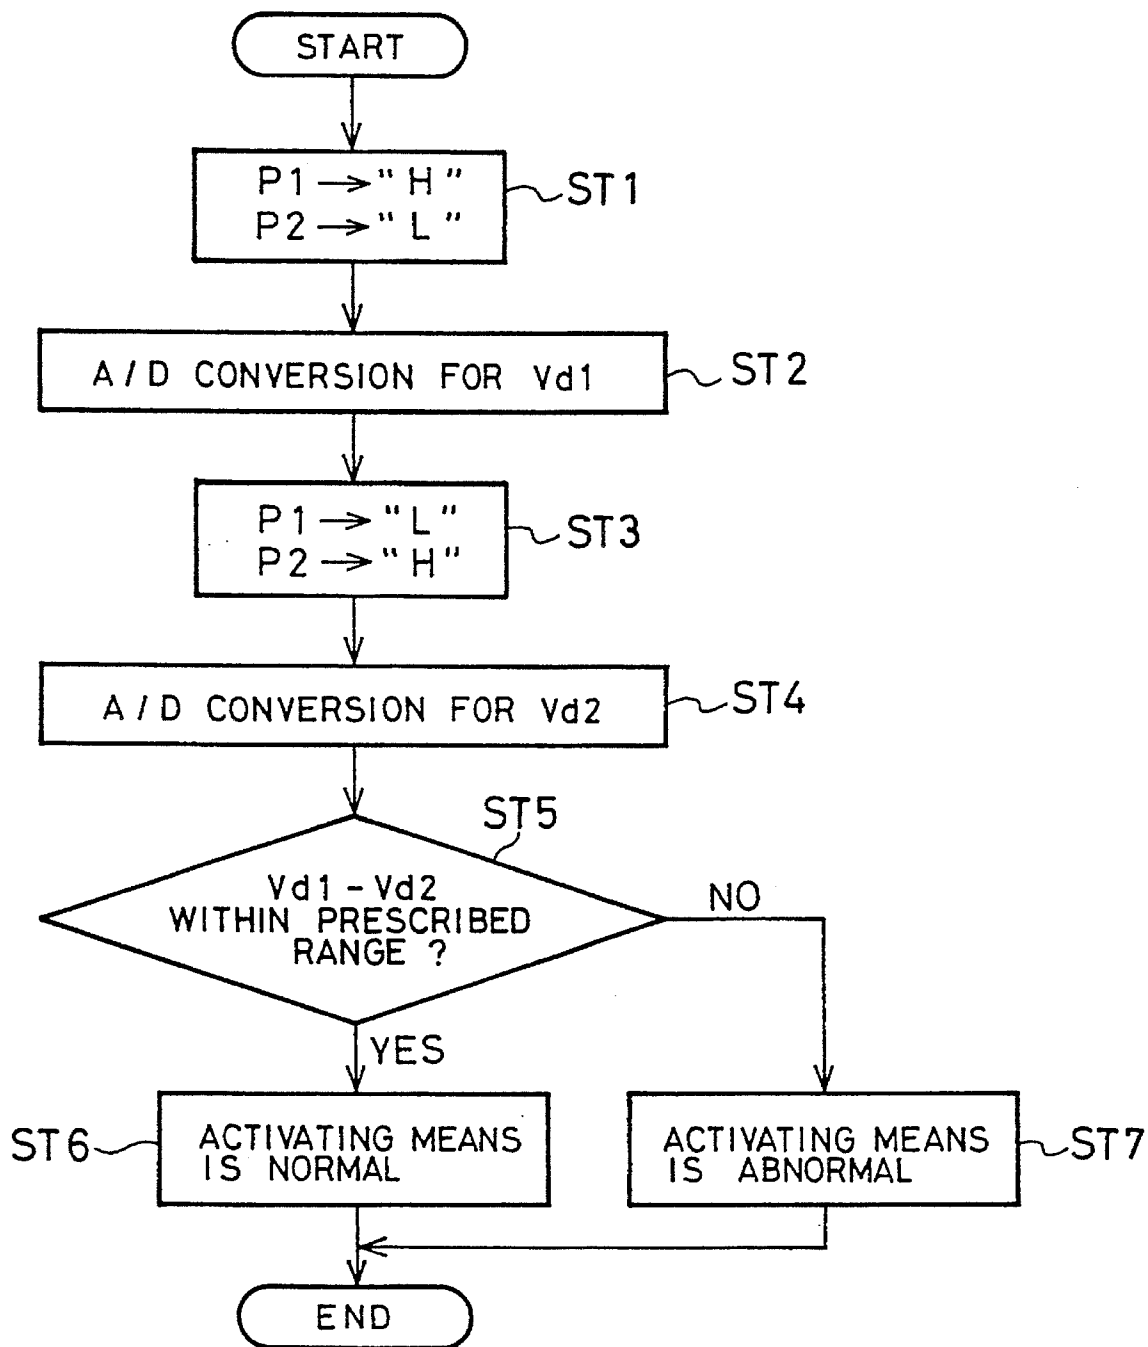 START
P1 → "H"
P2 → "L"
ST1
A/D CONVERSION FOR Vd1
ST2
P1 → "L"
P2 → "H"
ST3
A/D CONVERSION FOR Vd2
ST4
ST5
Vd1-Vd2
WITHIN PRESCRIBED
RANGE ?
NO
YES
ST6
ACTIVATING MEANS
IS NORMAL
ACTIVATING MEANS
IS ABNORMAL
ST7
END